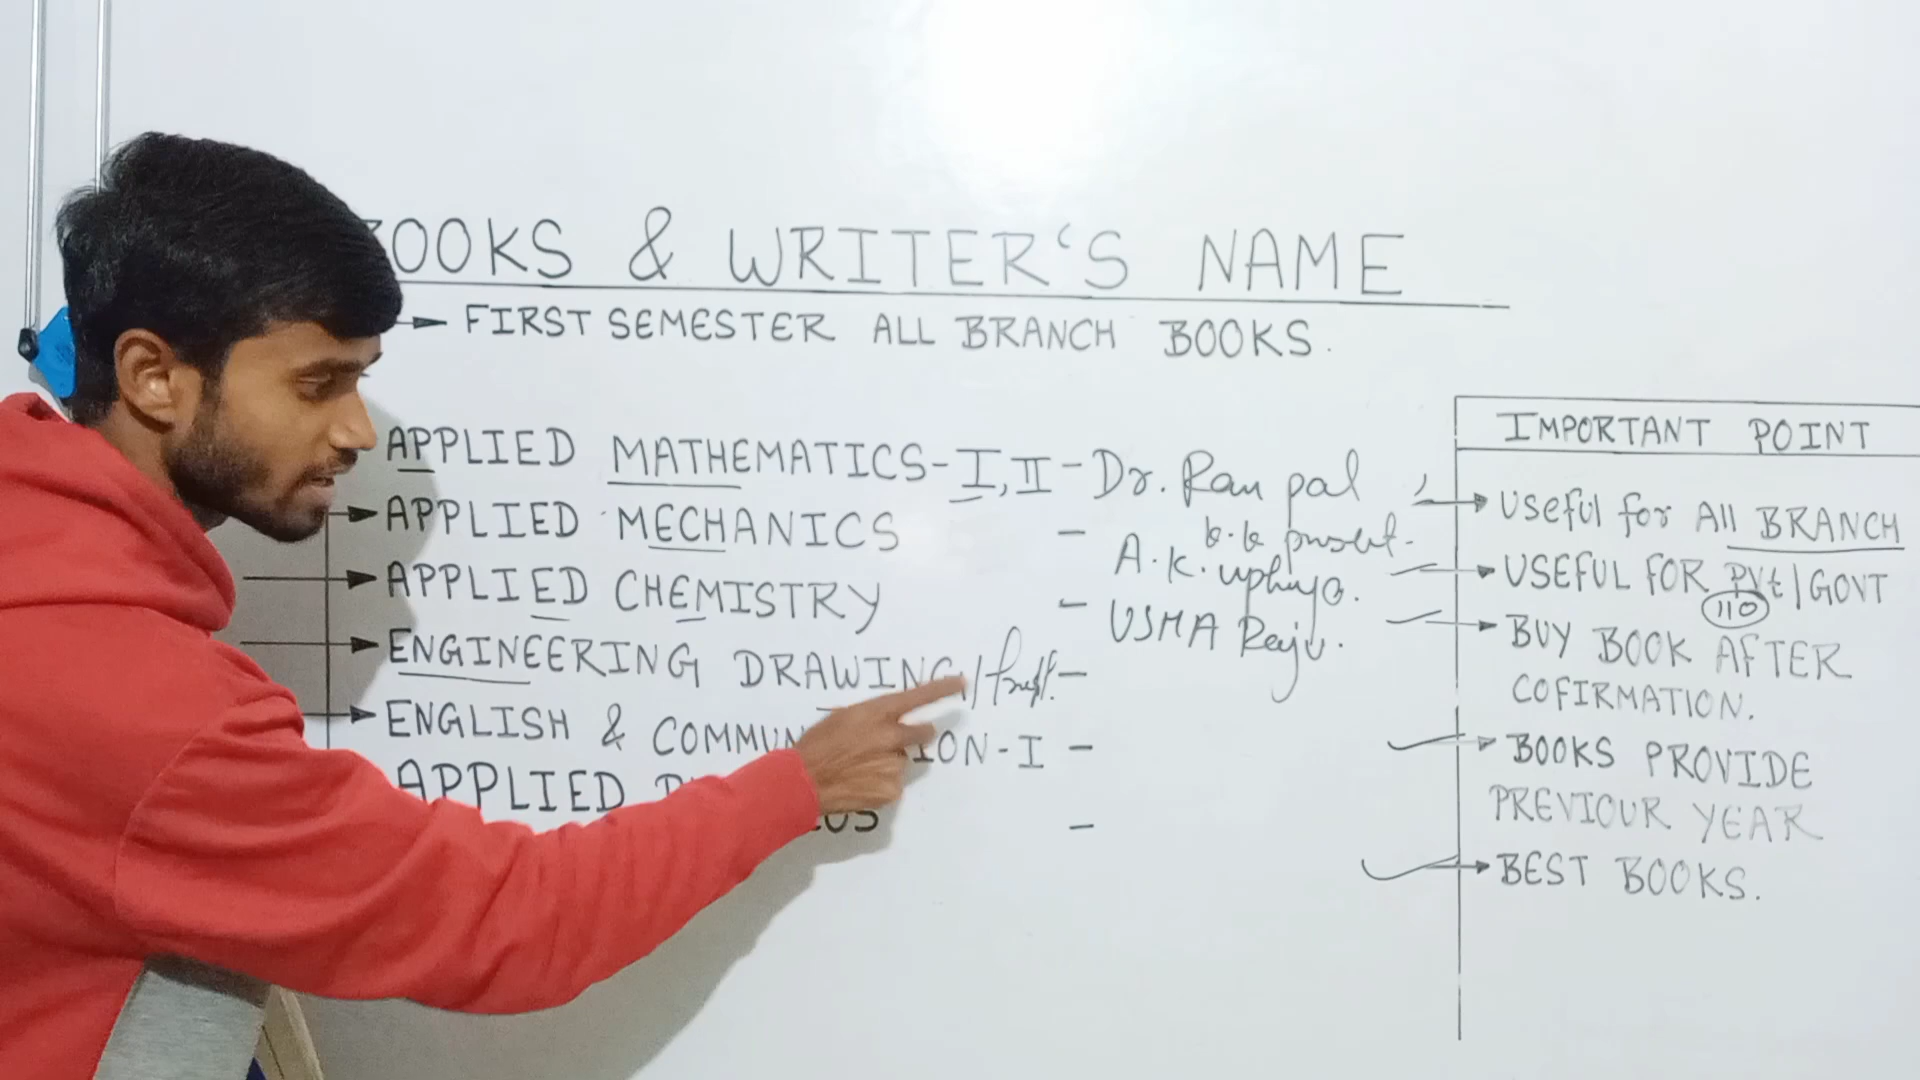 BOOKS & WRITER'S NAME
FIRST SEMESTER ALL BRANCH BOOKS.
APPLIED MATHEMATICS-I, II - Dr. Ram pal
APPLIED MECHANICS - K.K
A.K.
APPLIED CHEMISTRY - USHA Raju.
ENGINEERING DRAWING/ -
ENGLISH & COMMUNICATION-I -
APPLIED
-
IMPORTANT POINT
Useful for All BRANCH
USEFUL FOR PVt/GOVT
110
BUY BOOK AFTER
COFIRMATION.
BOOKS PROVIDE
PREVIOUR YEAR
BEST BOOKS.